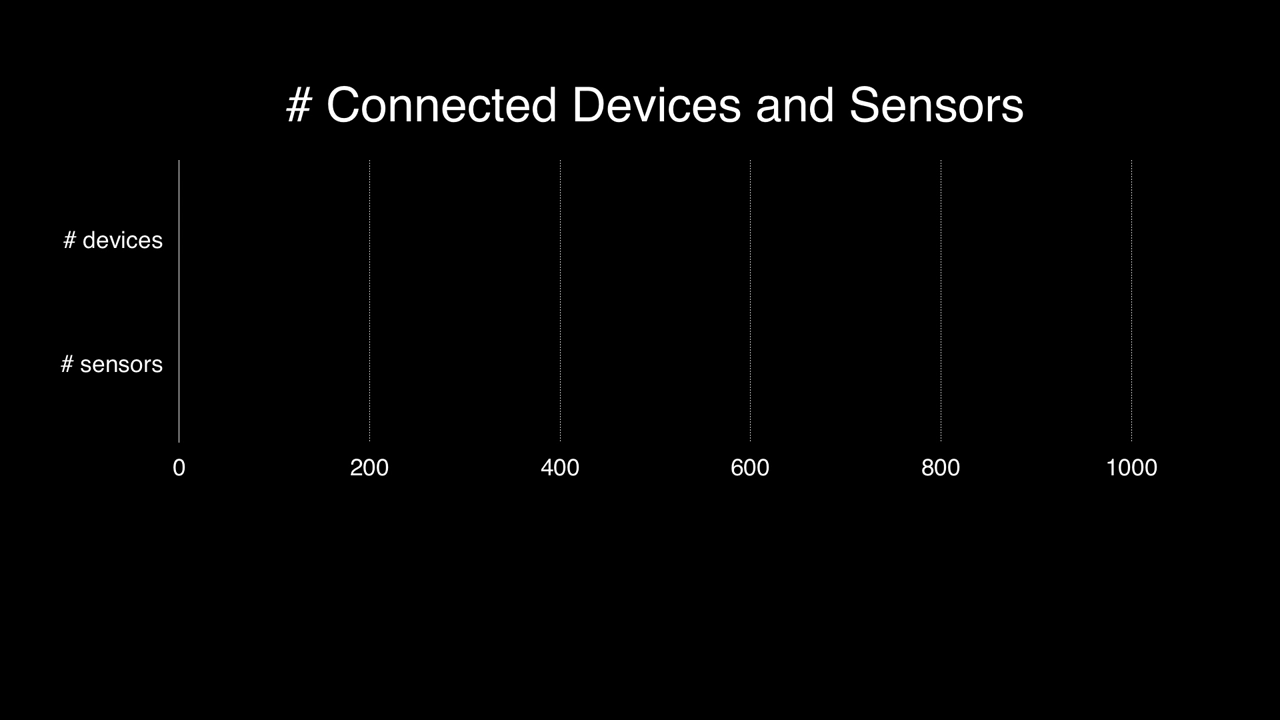 # Connected Devices and Sensors
# devices
# sensors
0 200 400 600 800 1000